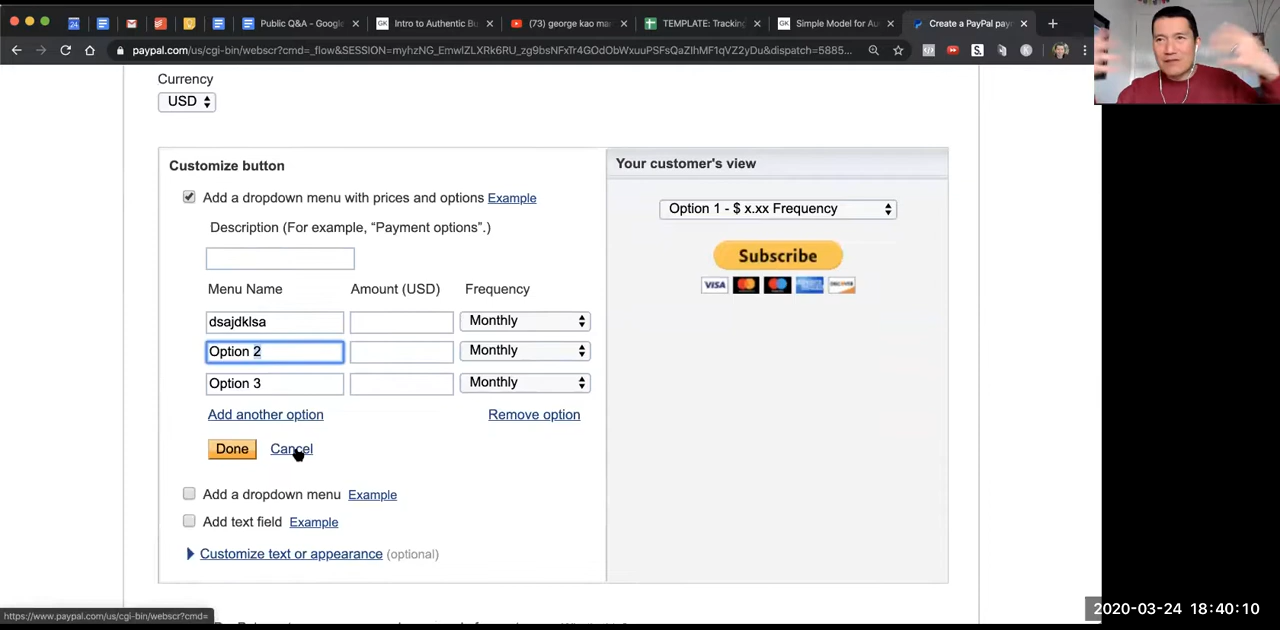 24
Public Q&A - Google
GK Intro to Authentic Bu
(73) george kao ma
TEMPLATE: Tracking
GK Simple Model for Au
Create a PayPal pay
paypal.com/us/cgi-bin/webscr?cmd=_flow&SESSION=myhzNG_EmwIZLXRk6RU_zg9bsNFxTr4GOdObWxuuPSFsQaZIhMF1qVZ2yDu&dispatch=5885...
Currency
USD
Customize button
Your customer's view
Add a dropdown menu with prices and options Example
Option 1 - $ x.xx Frequency
Description (For example, “Payment options”.)
Subscribe
VISA
Menu Name Amount (USD) Frequency
dsajdklsa Monthly
Option 2 Monthly
Option 3 Monthly
Add another option Remove option
Done Cancel
Add a dropdown menu Example
Add text field Example
Customize text or appearance (optional)
https://www.paypal.com/us/cgi-bin/webscr?cmd=
2020-03-24 18:40:10